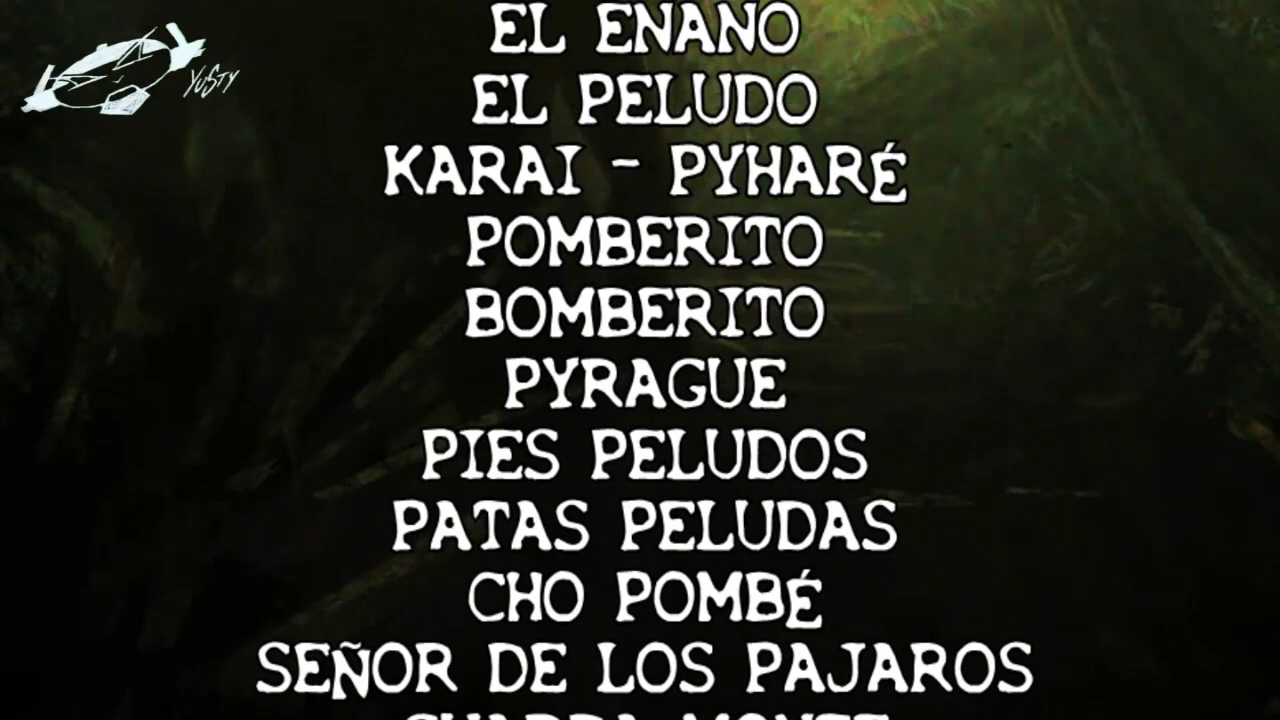 EL ENANO
YUSTY
EL PELUDO
KARAI - PYHARÉ
POMBERITO
BOMBERITO
PYRAGUE
PIES PELUDOS
PATAS PELUDAS
CHO POMBÉ
SEÑOR DE LOS PAJAROS